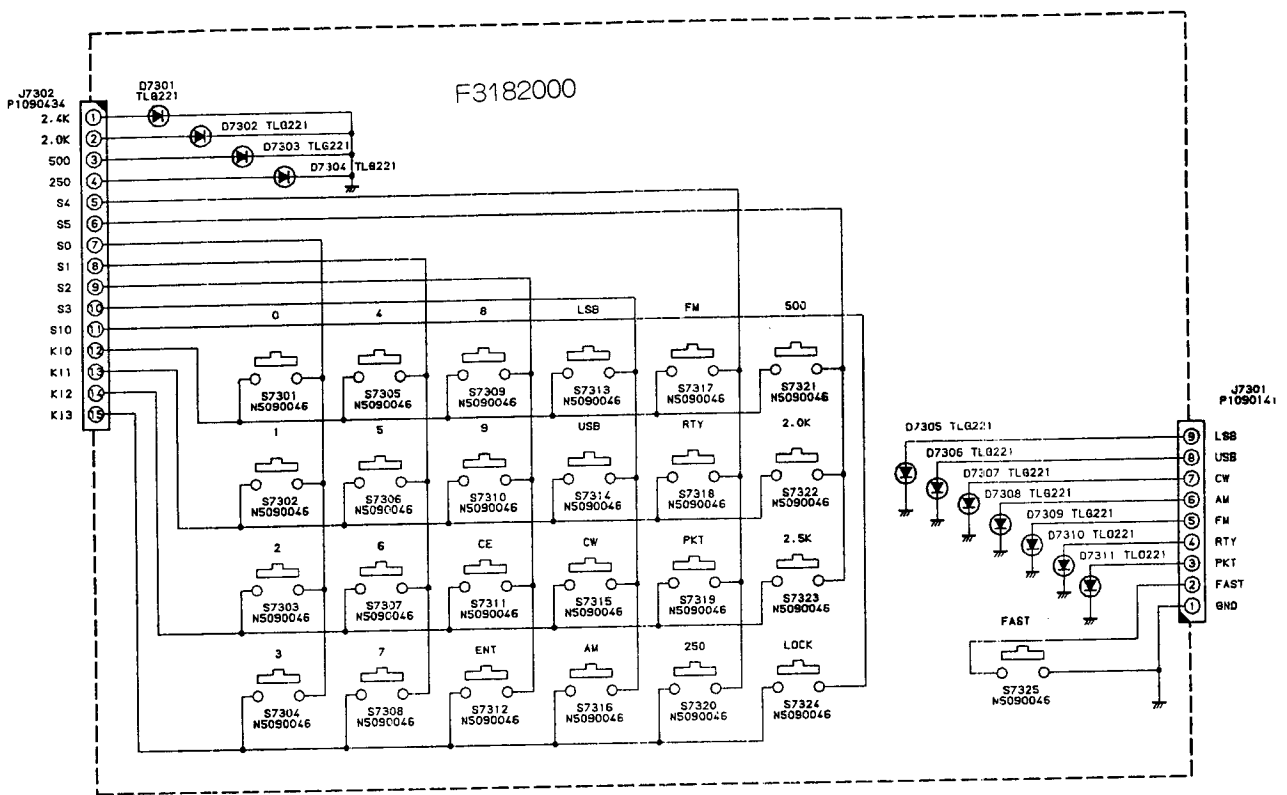 F3182000
J7302
P1090434
D7301
TLG221
D7302 TLG221
D7303 TLG221
D7304 TLG221
2.4K 1
2.0K 2
500 3
250 4
S4 5
S5 6
S0 7
S1 8
S2 9
S3 10
S10 11
KI0 12
KI1 13
KI2 14
KI3 15
0 4 8 LSB FM 500
S7301 S7305 S7309 S7313 S7317 S7321
N5090046 N5090046 N5090046 N5090046 N5090046 N5090046
1 5 9 USB RTY 2.0K
S7302 S7306 S7310 S7314 S7318 S7322
N5090046 N5090046 N5090046 N5090046 N5090046 N5090046
2 6 CE CW PKT 2.5K
S7303 S7307 S7311 S7315 S7319 S7323
N5090046 N5090046 N5090046 N5090046 N5090046 N5090046
3 7 ENT AM 250 LOCK
S7304 S7308 S7312 S7316 S7320 S7324
N5090046 N5090046 N5090046 N5090046 N5090046 N5090046
J7301
P1090141
D7305 TLG221
D7306 TLG221
D7307 TLG221
D7308 TLG221
D7309 TLG221
D7310 TLG221
D7311 TLG221
9 LSB
8 USB
7 CW
6 AM
5 FM
4 RTY
3 PKT
2 FAST
1 GND
FAST
S7325
N5090046